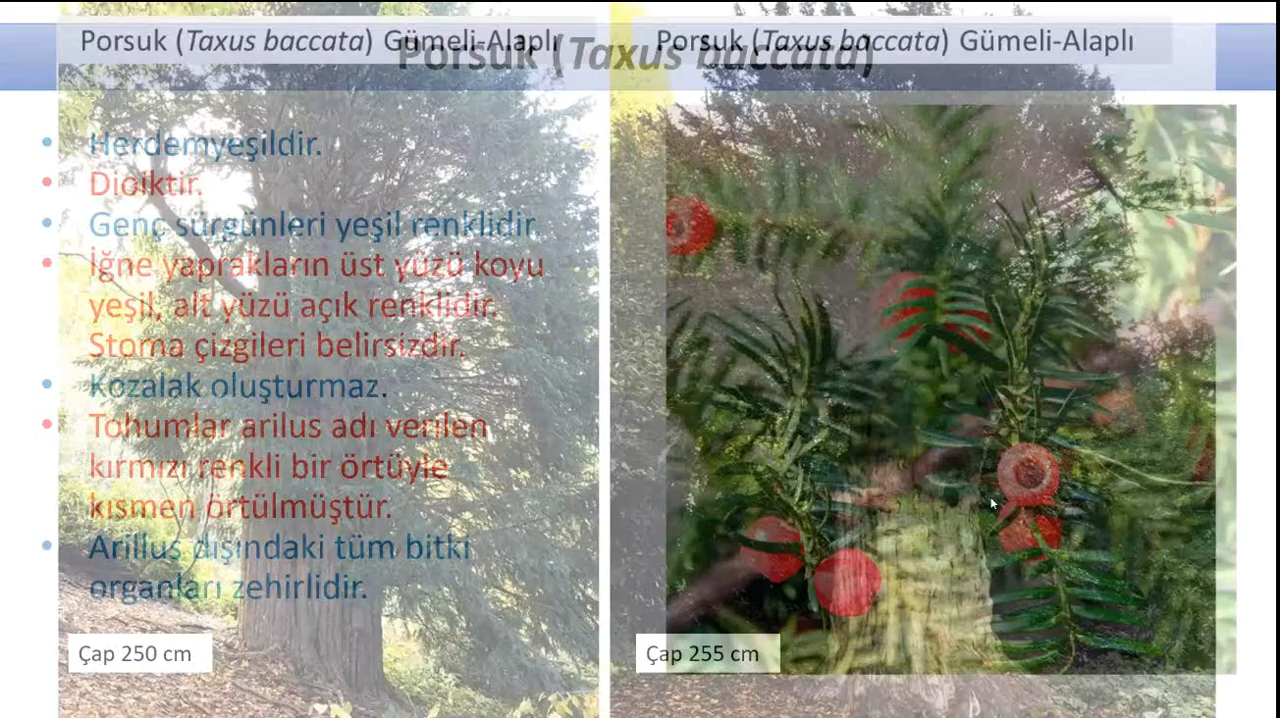 Porsuk (Taxus baccata) Gümeli-Alaplı
Porsuk (Taxus baccata) Gümeli-Alaplı
Porsuk (Taxus baccata)
• Herdemyeşildir.
• Dioiktir.
• Genç sürgünleri yeşil renklidir.
• İğne yaprakların üst yüzü koyu
yeşil, alt yüzü açık renklidir.
Stoma çizgileri belirsizdir.
• Kozalak oluşturmaz.
• Tohumlar arilus adı verilen
kırmızı renkli bir örtüyle
kısmen örtülmüştür.
• Arillus dışındaki tüm bitki
organları zehirlidir.
Çap 250 cm
Çap 255 cm